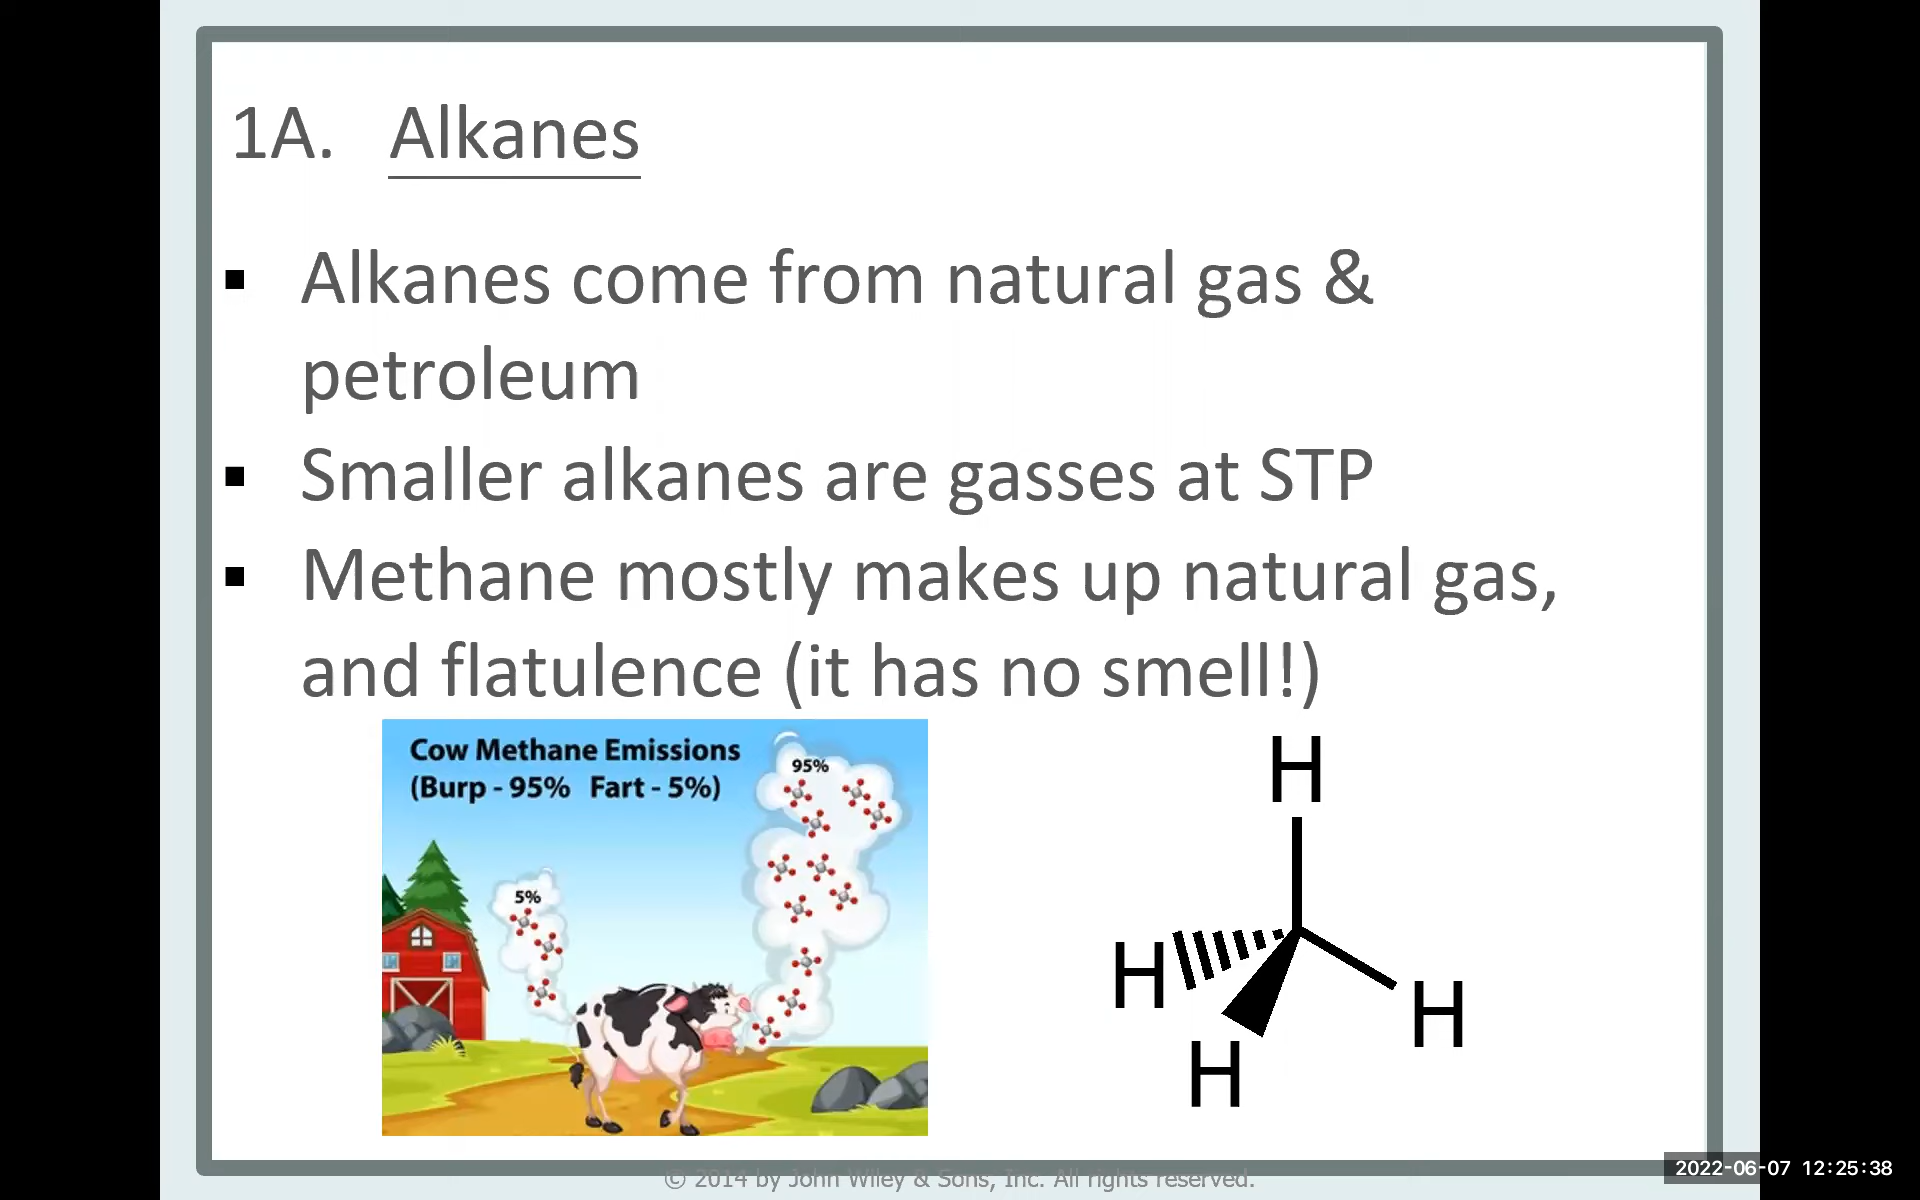 1A. Alkanes
▪ Alkanes come from natural gas &
petroleum
▪ Smaller alkanes are gasses at STP
▪ Methane mostly makes up natural gas,
and flatulence (it has no smell!)
Cow Methane Emissions
(Burp - 95% Fart - 5%)
95%
5%
H
H
H
H
© 2014 by John Wiley & Sons, Inc. All rights reserved.
2022-06-07 12:25:38